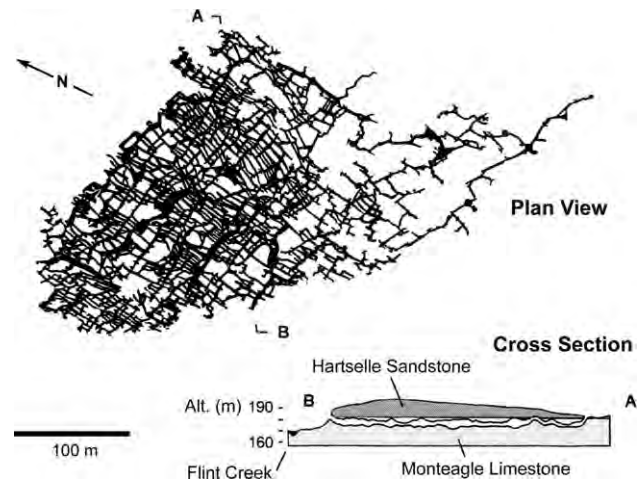 A
N
Plan View
B
Cross Section
Hartselle Sandstone
Alt. (m)
190
B
A
160
100 m
Flint Creek
Monteagle Limestone